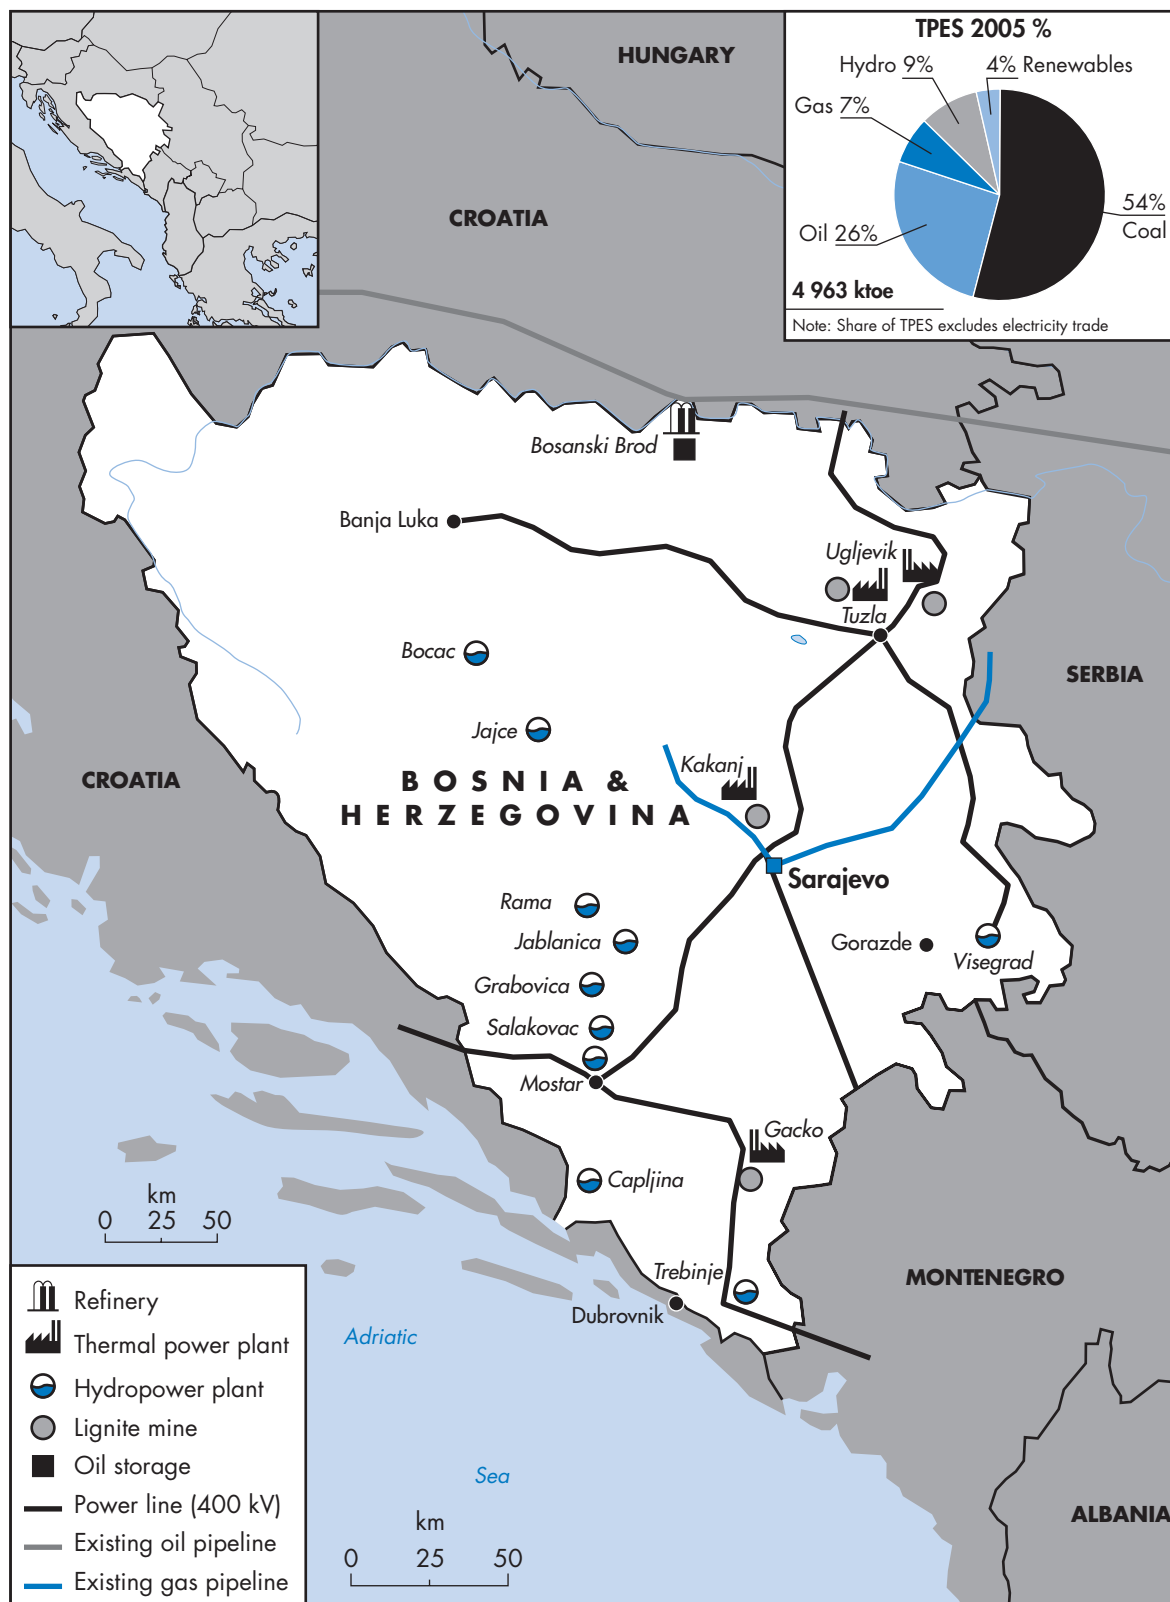 TPES 2005 %
Hydro 9%
4% Renewables
Gas 7%
54%
Coal
Oil 26%
4 963 ktoe
Note: Share of TPES excludes electricity trade
HUNGARY
CROATIA
Bosanski Brod
Banja Luka
Ugljevik
Tuzla
Bocac
SERBIA
Jajce
Kakanj
CROATIA
BOSNIA &
HERZEGOVINA
Sarajevo
Rama
Jablanica
Gorazde
Visegrad
Grabovica
Salakovac
Mostar
Gacko
Capljina
km
0 25 50
Trebinje
MONTENEGRO
Dubrovnik
Adriatic
Sea
Refinery
Thermal power plant
Hydropower plant
Lignite mine
Oil storage
Power line (400 kV)
Existing oil pipeline
Existing gas pipeline
km
0 25 50
ALBANIA